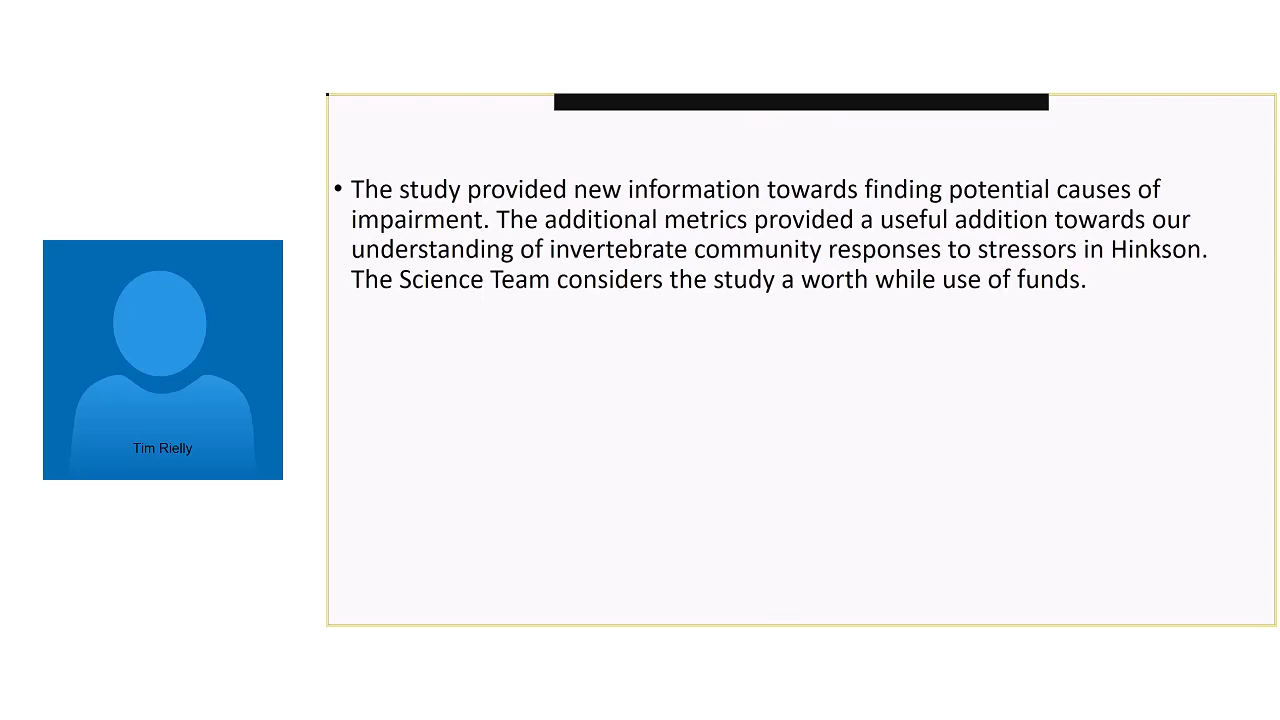 Tim Rielly
• The study provided new information towards finding potential causes of
impairment. The additional metrics provided a useful addition towards our
understanding of invertebrate community responses to stressors in Hinkson.
The Science Team considers the study a worth while use of funds.